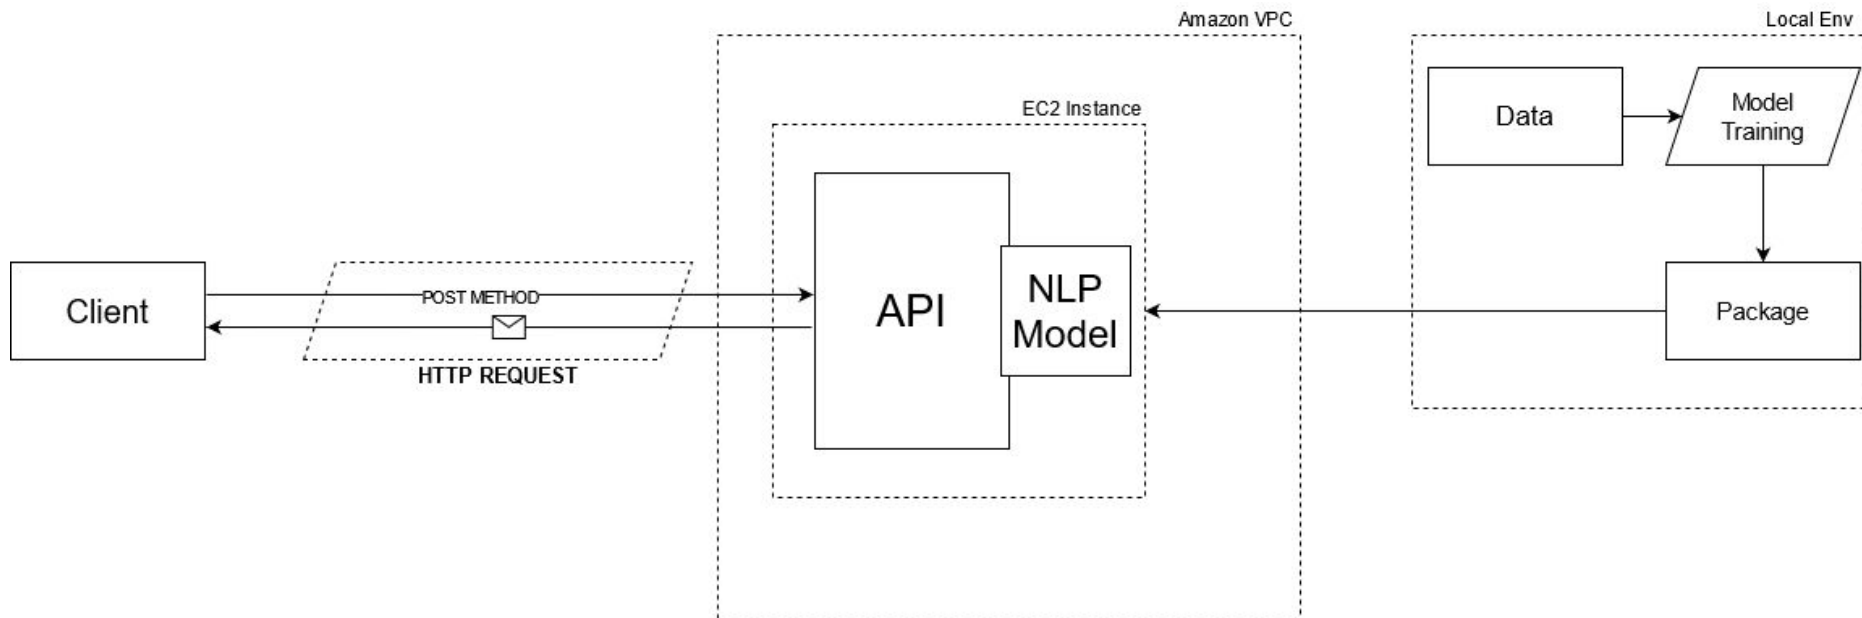 Amazon VPC
Local Env
EC2 Instance
Data
Model
Training
Client
POST METHOD
HTTP REQUEST
API
NLP
Model
Package